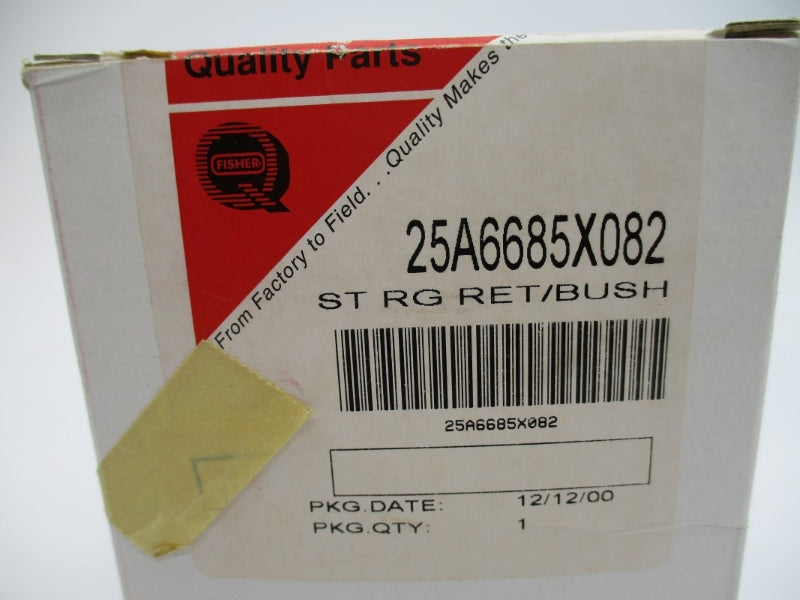 Quality Parts
FISHER
From Factory to Field. . .Quality Makes the
25A6685X082
ST RG RET/BUSH
25A6685X082
PKG.DATE: 12/12/00
PKG.QTY: 1